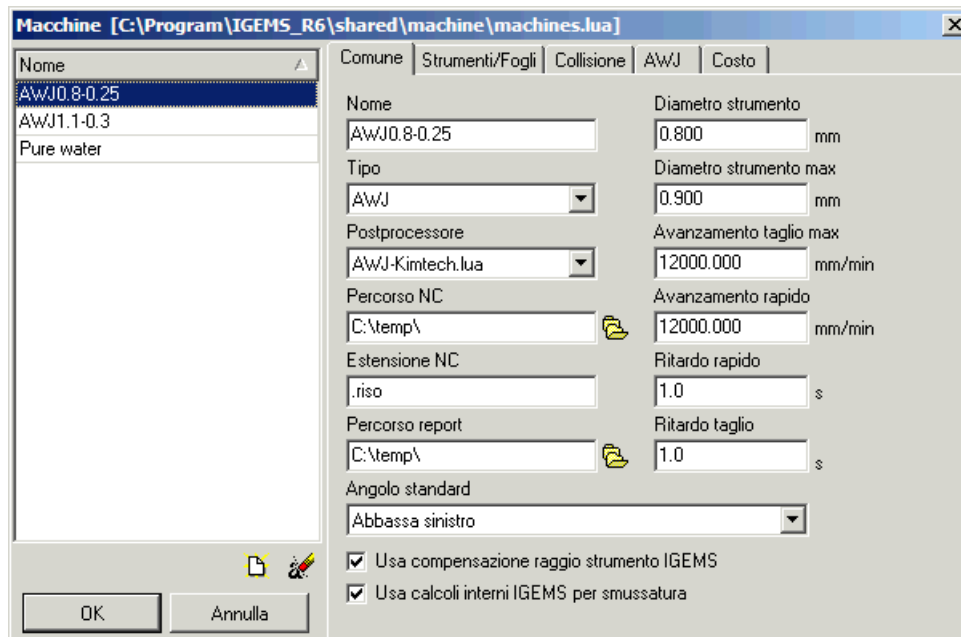 Macchine [C:\Program\IGEMS_R6\shared\machine\machines.lua]
Nome
AWJ0.8-0.25
AWJ1.1-0.3
Pure water
OK
Annulla
Comune Strumenti/Fogli Collisione AWJ Costo
Nome
AWJ0.8-0.25
Tipo
AWJ
Postprocessore
AWJ-Kimtech.lua
Percorso NC
C:\temp\
Estensione NC
.riso
Percorso report
C:\temp\
Diametro strumento
0.800 mm
Diametro strumento max
0.900 mm
Avanzamento taglio max
12000.000 mm/min
Avanzamento rapido
12000.000 mm/min
Ritardo rapido
1.0 s
Ritardo taglio
1.0 s
Angolo standard
Abbassa sinistro
Usa compensazione raggio strumento IGEMS
Usa calcoli interni IGEMS per smussatura